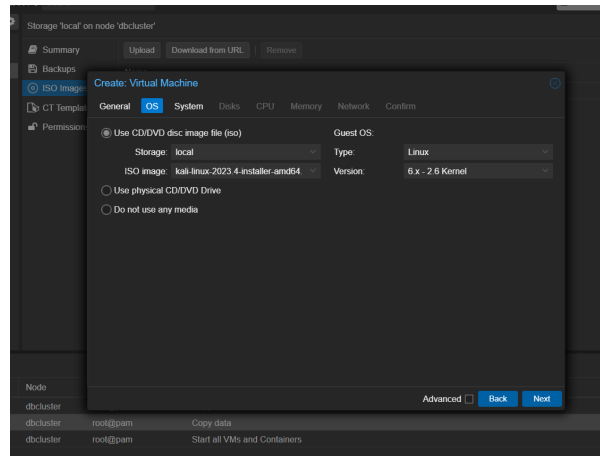 Storage 'local' on node 'dbcluster'
Summary
Upload Download from URL Remove
Backups
ISO Image
Create: Virtual Machine
CT Templat
Permission
General OS System Disks CPU Memory Network Confirm
Use CD/DVD disc image file (iso) Guest OS:
Storage: local Type: Linux
ISO image: kali-linux-2023.4-installer-amd64. Version: 6.x - 2.6 Kernel
Use physical CD/DVD Drive
Do not use any media
Advanced Back Next
Node
dbcluster
dbcluster root@pam Copy data
dbcluster root@pam Start all VMs and Containers